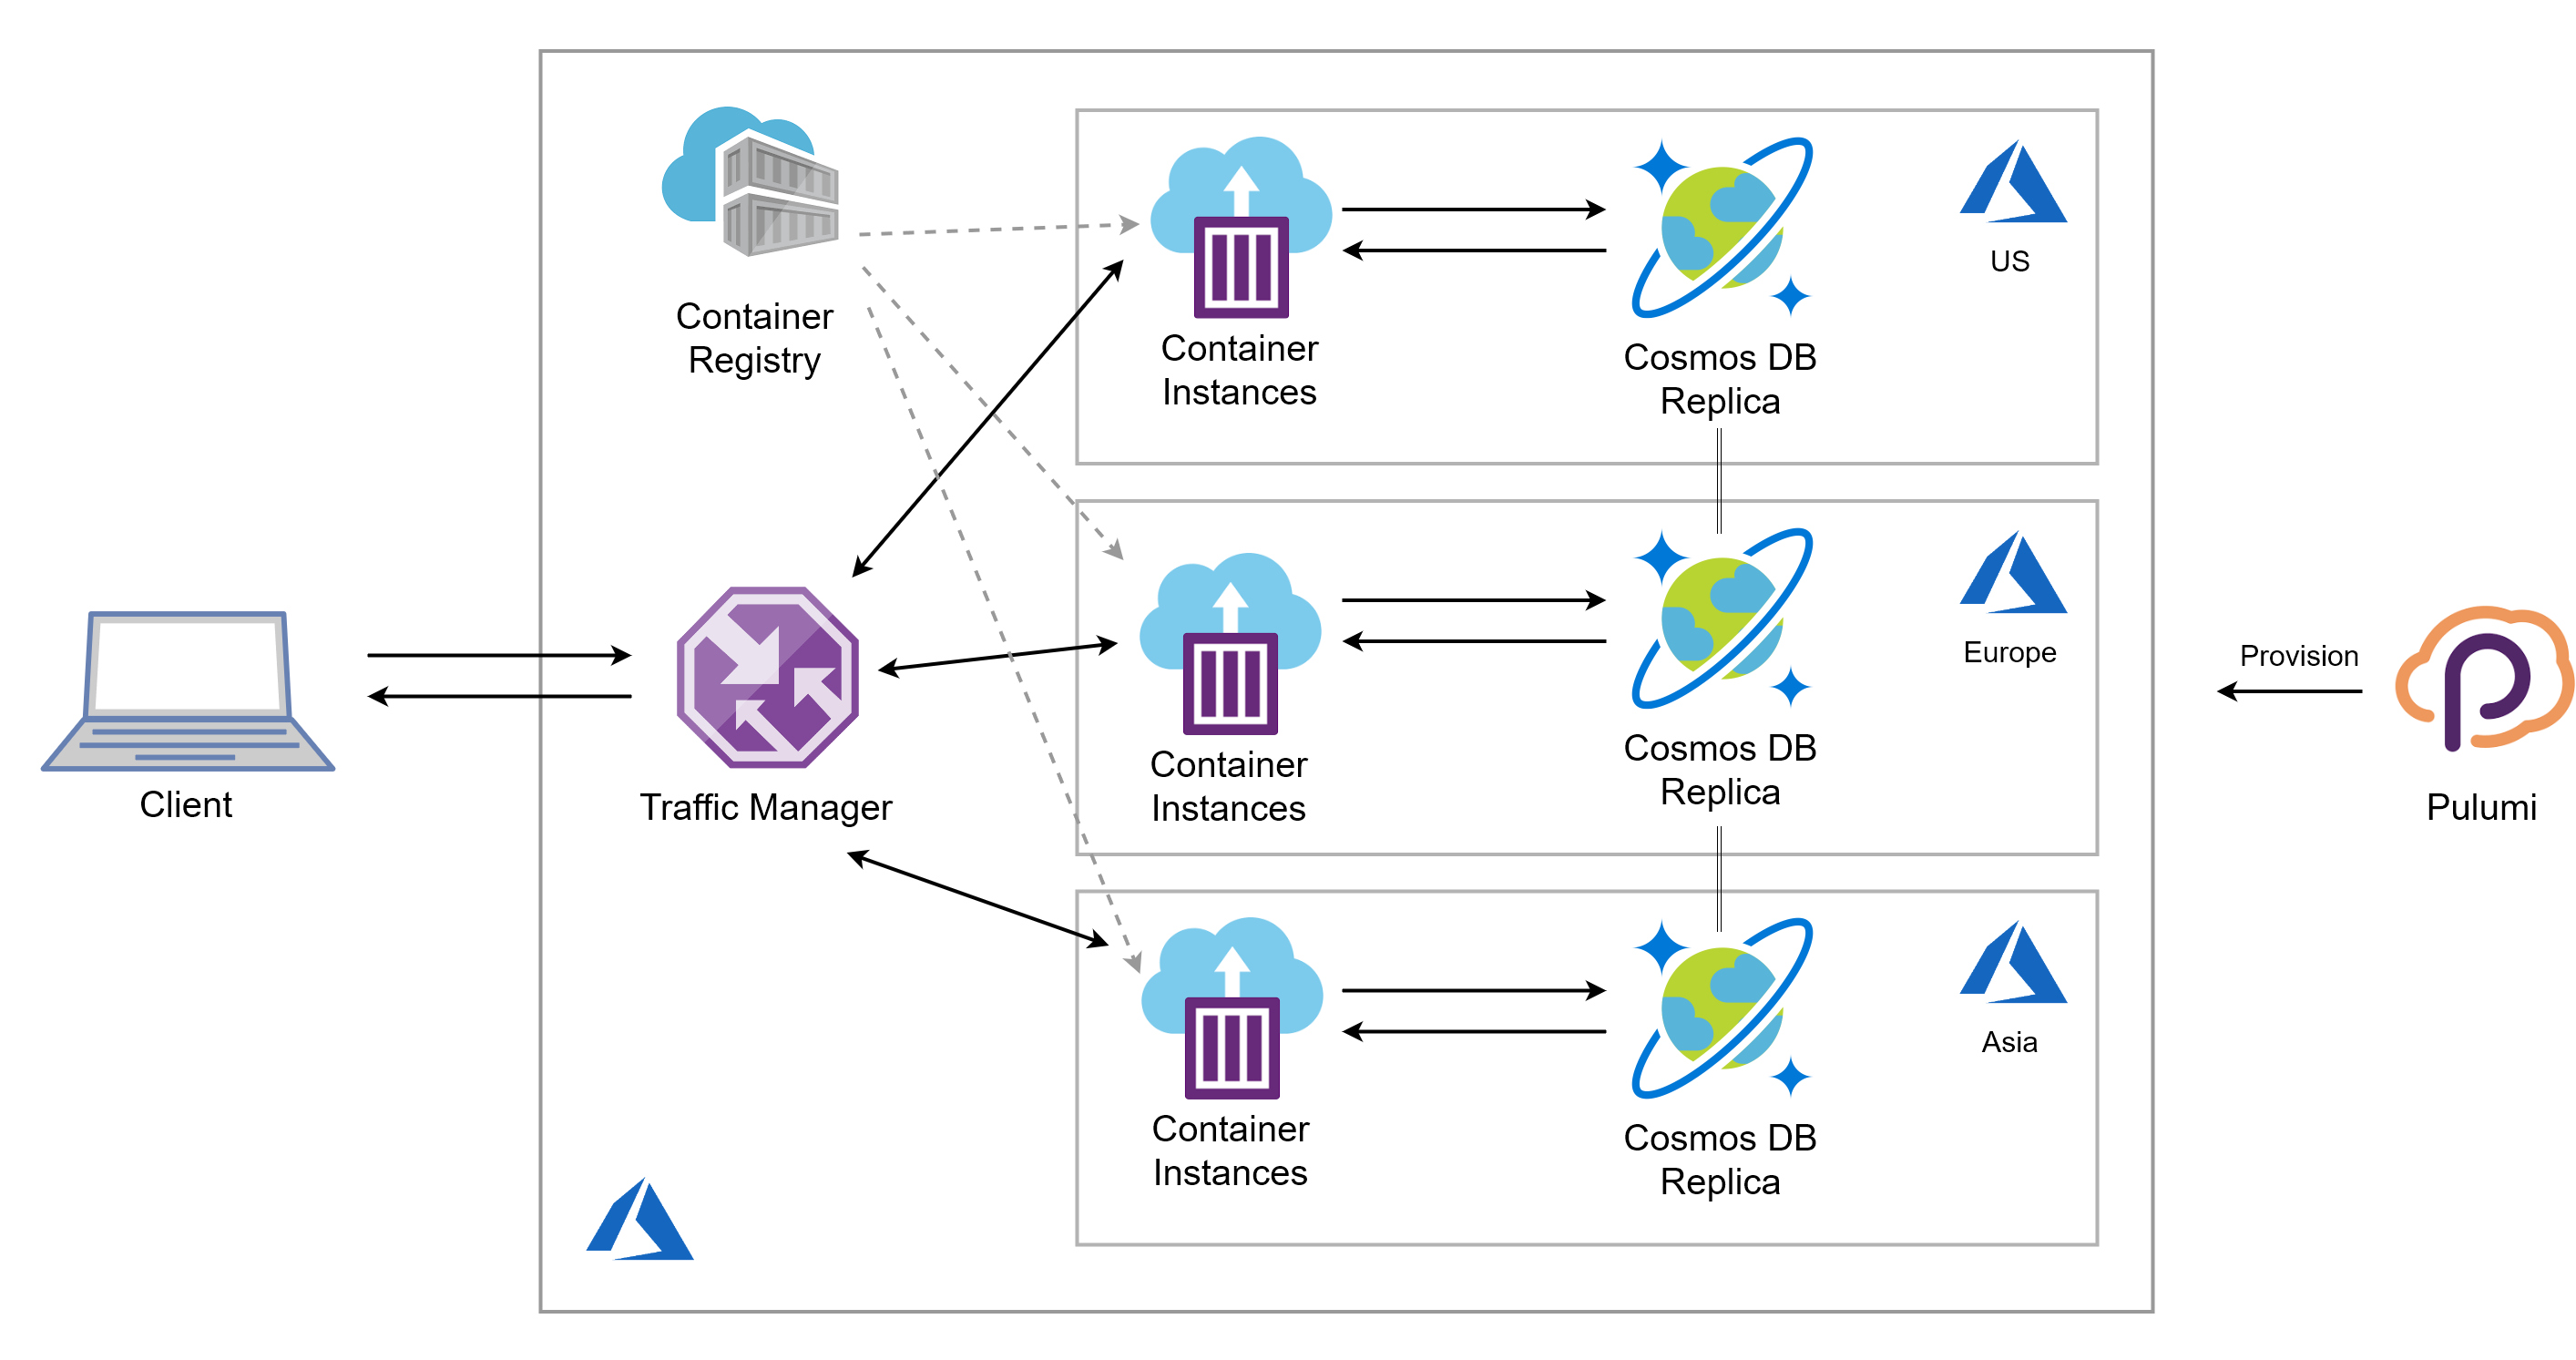 Container
Registry
Container
Instances
Cosmos DB
Replica
US
Client
Traffic Manager
Container
Instances
Cosmos DB
Replica
Europe
Provision
Pulumi
Container
Instances
Cosmos DB
Replica
Asia